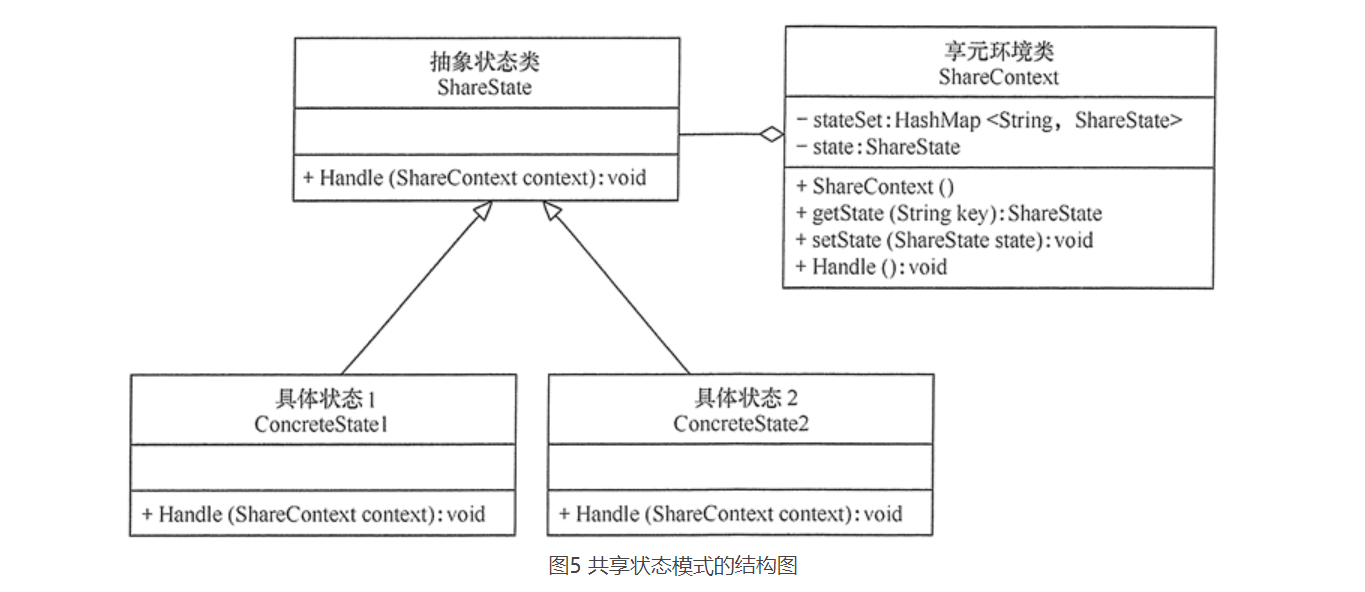 抽象状态类
ShareState
+ Handle (ShareContext context):void
享元环境类
ShareContext
- stateSet:HashMap <String, ShareState>
- state:ShareState
+ ShareContext ()
+ getState (String key):ShareState
+ setState (ShareState state):void
+ Handle ():void
具体状态1
ConcreteState1
+ Handle (ShareContext context):void
具体状态2
ConcreteState2
+ Handle (ShareContext context):void
图5 共享状态模式的结构图